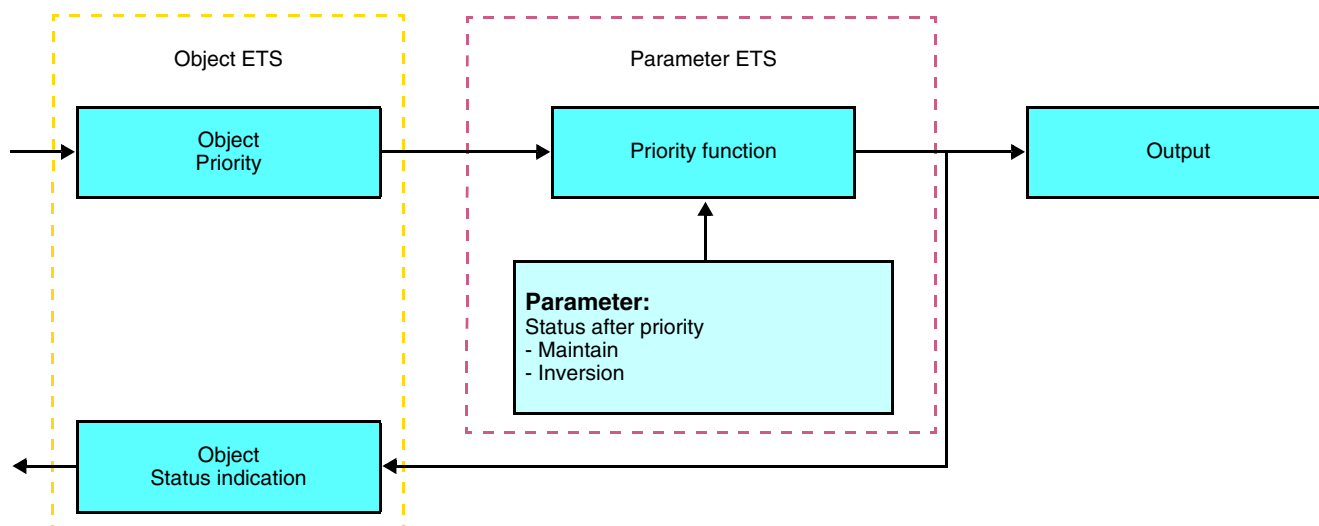 Object ETS
Parameter ETS
Object
Priority
Priority function
Output
Parameter:
Status after priority
- Maintain
- Inversion
Object
Status indication